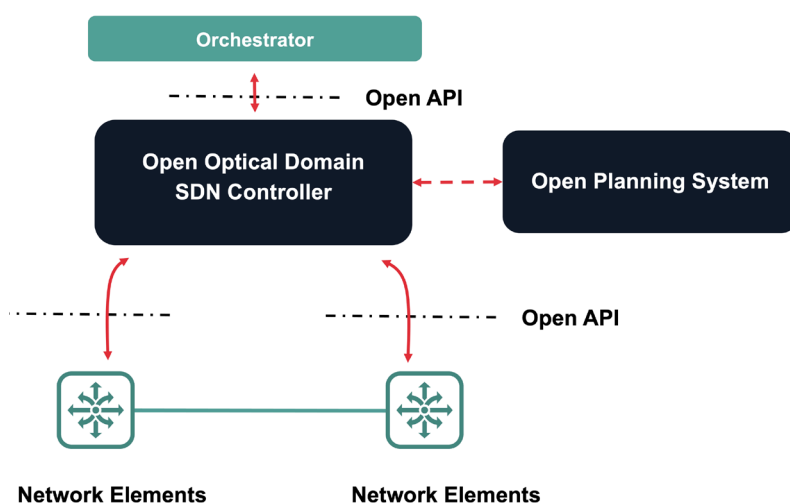 Orchestrator
Open API
Open Optical Domain
SDN Controller
Open Planning System
Open API
Network Elements
Network Elements